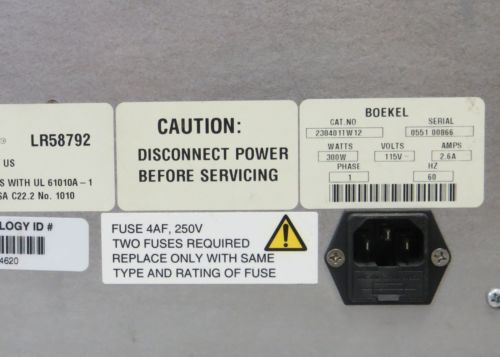 LR58792
US
S WITH UL 61010A-1
SA C22.2 No. 1010
LOGY ID #
4620
CAUTION:
DISCONNECT POWER
BEFORE SERVICING
FUSE 4AF, 250V
TWO FUSES REQUIRED
REPLACE ONLY WITH SAME
TYPE AND RATING OF FUSE
BOEKEL
CAT.NO SERIAL
230401TW12 0551 00866
WATTS VOLTS AMPS
300W 115V~ 2.6A
PHASE HZ
1 60